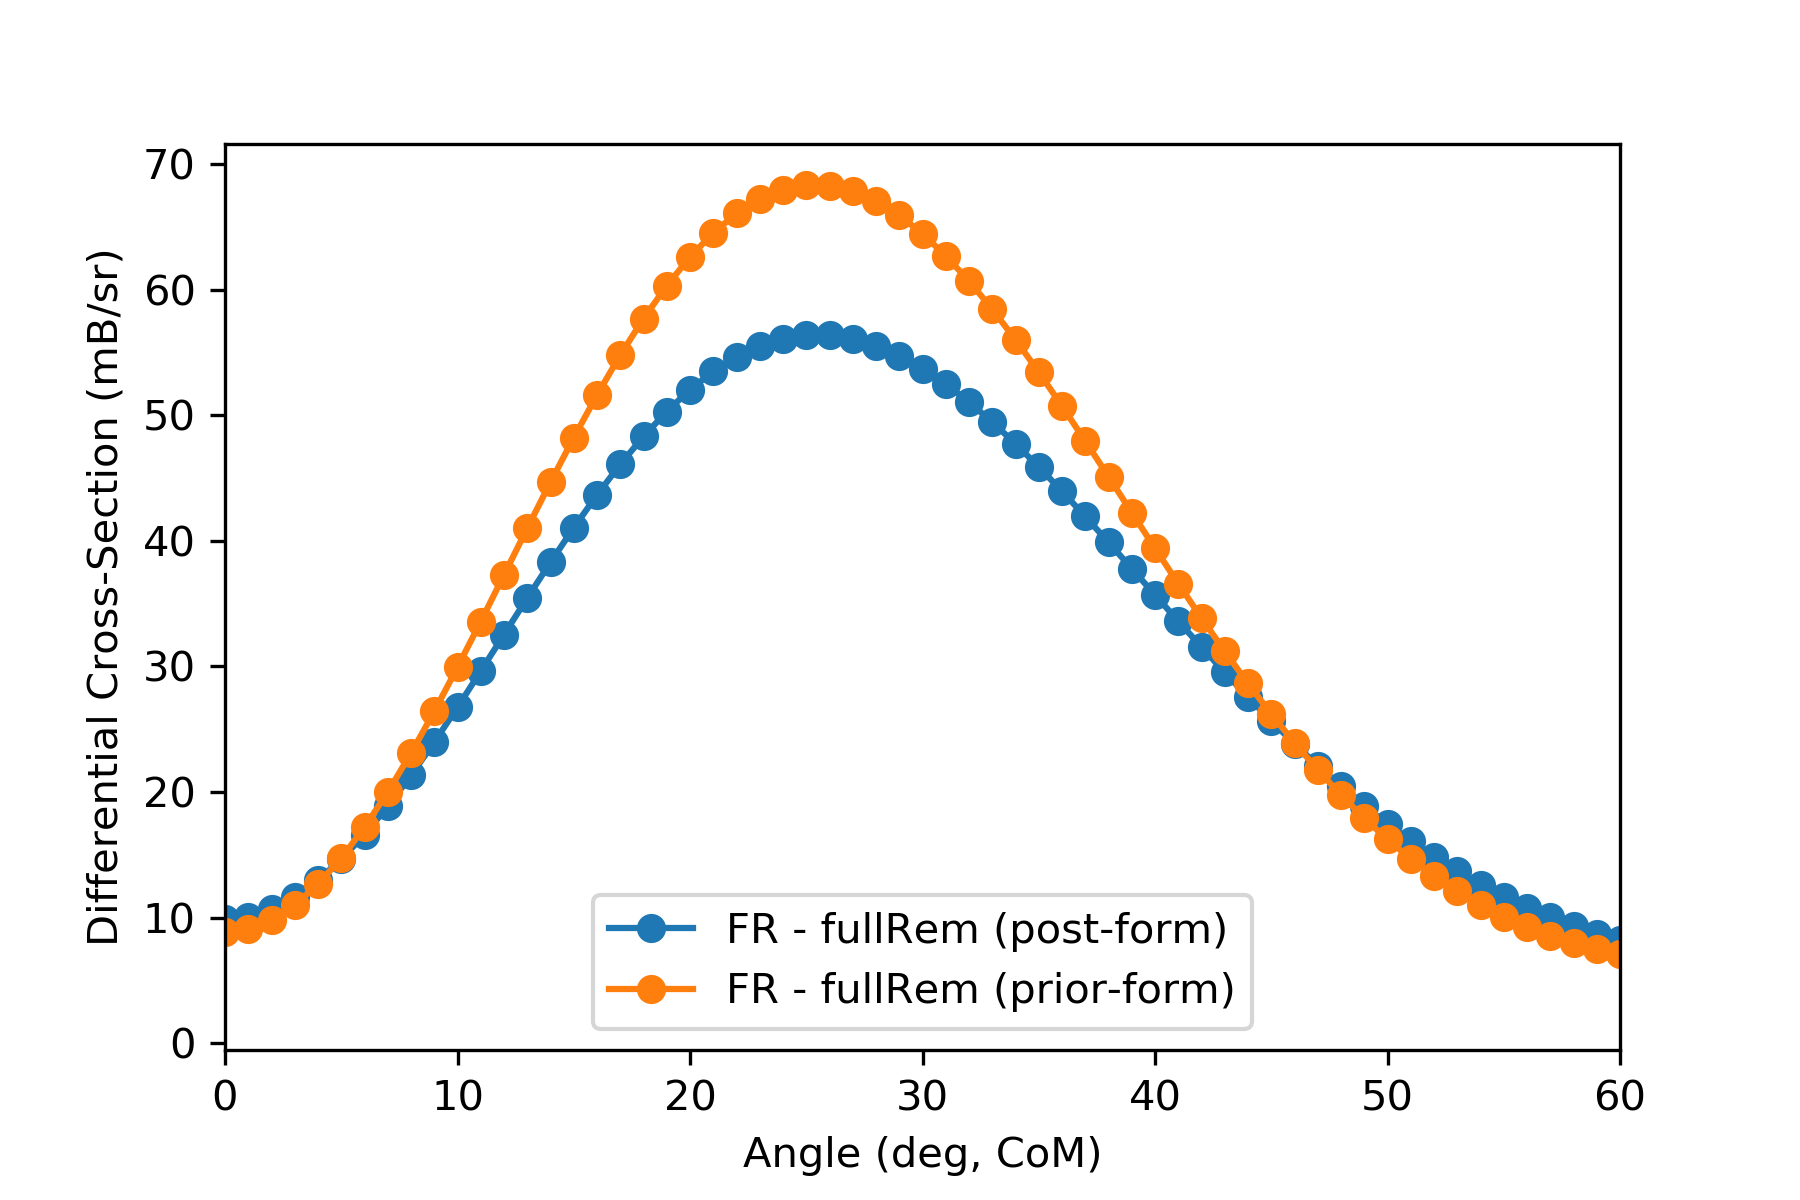 70
60
50
40
30
20
10
0
Differential Cross-Section (mB/sr)
FR - fullRem (post-form)
FR - fullRem (prior-form)
0 10 20 30 40 50 60
Angle (deg, CoM)